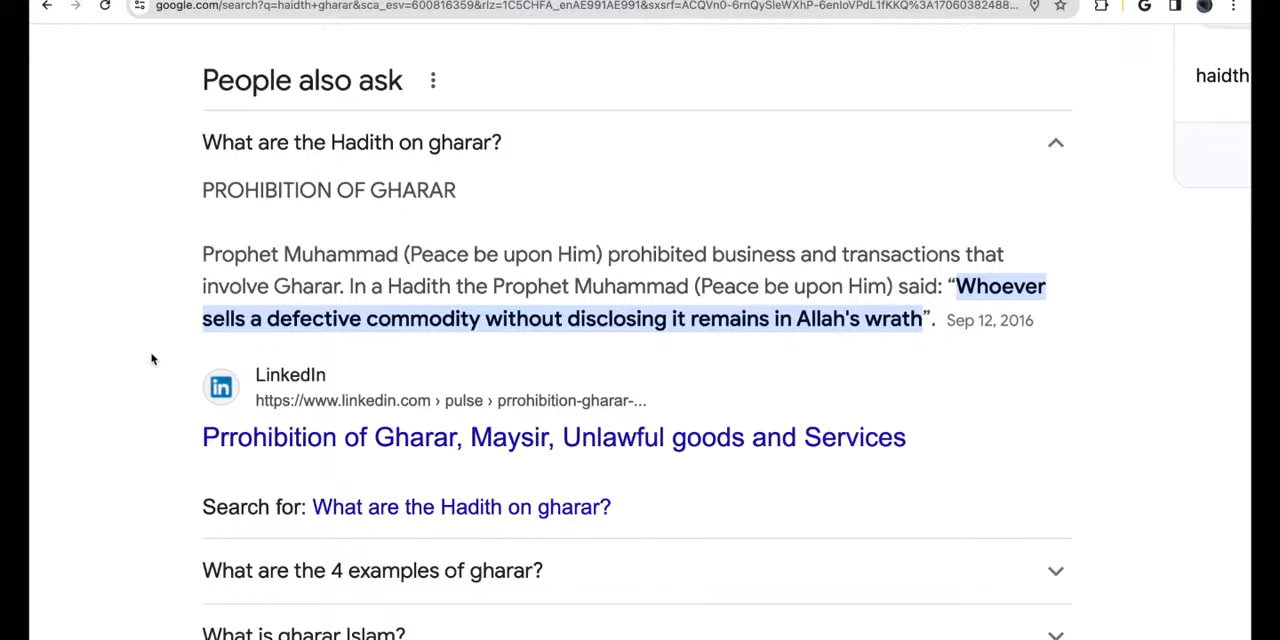 google.com/search?q=haidth+gharar&sca_esv=600816359&rlz=1C5CHFA_enAE991AE991&sxsrf=ACQVn0-6rnQySleWXhP-6enIoVPdL1fKKQ%3A17060382488...
People also ask
haidth
What are the Hadith on gharar?
PROHIBITION OF GHARAR
Prophet Muhammad (Peace be upon Him) prohibited business and transactions that
involve Gharar. In a Hadith the Prophet Muhammad (Peace be upon Him) said: “Whoever
sells a defective commodity without disclosing it remains in Allah's wrath”. Sep 12, 2016
LinkedIn
https://www.linkedin.com › pulse › prrohibition-gharar-...
Prrohibition of Gharar, Maysir, Unlawful goods and Services
Search for: What are the Hadith on gharar?
What are the 4 examples of gharar?
What is gharar Islam?